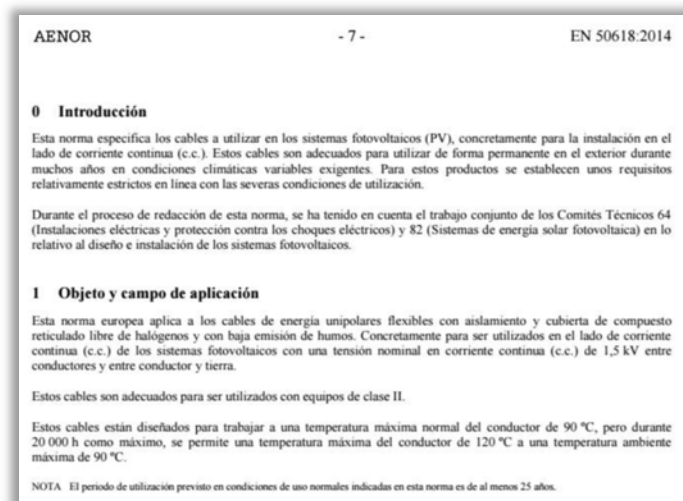 AENOR - 7 - EN 50618:2014
0 Introducción
Esta norma especifica los cables a utilizar en los sistemas fotovoltaicos (PV), concretamente para la instalación en el
lado de corriente continua (c.c.). Estos cables son adecuados para utilizar de forma permanente en el exterior durante
muchos años en condiciones climáticas variables exigentes. Para estos productos se establecen unos requisitos
relativamente estrictos en línea con las severas condiciones de utilización.
Durante el proceso de redacción de esta norma, se ha tenido en cuenta el trabajo conjunto de los Comités Técnicos 64
(Instalaciones eléctricas y protección contra los choques eléctricos) y 82 (Sistemas de energía solar fotovoltaica) en lo
relativo al diseño e instalación de los sistemas fotovoltaicos.
1 Objeto y campo de aplicación
Esta norma europea aplica a los cables de energía unipolares flexibles con aislamiento y cubierta de compuesto
reticulado libre de halógenos y con baja emisión de humos. Concretamente para ser utilizados en el lado de corriente
continua (c.c.) de los sistemas fotovoltaicos con una tensión nominal en corriente continua (c.c.) de 1,5 kV entre
conductores y entre conductor y tierra.
Estos cables son adecuados para ser utilizados con equipos de clase II.
Estos cables están diseñados para trabajar a una temperatura máxima normal del conductor de 90 ºC, pero durante
20 000 h como máximo, se permite una temperatura máxima del conductor de 120 ºC a una temperatura ambiente
máxima de 90 ºC.
NOTA El periodo de utilización previsto en condiciones de uso normales indicadas en esta norma es de al menos 25 años.